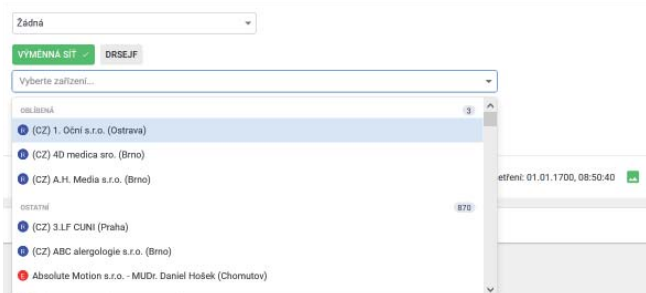 Žádná
VÝMĚNNÁ SÍŤ DRSEJF
Vyberte zařízení...
OBLÍBENÁ 3
R (CZ) 1. Oční s.r.o. (Ostrava)
R (CZ) 4D medica sro. (Brno)
R (CZ) A.H. Media s.r.o. (Brno)
etření: 01.01.1700, 08:50:40
OSTATNÍ 870
R (CZ) 3.LF CUNI (Praha)
R (CZ) ABC alergologie s.r.o. (Brno)
E Absolute Motion s.r.o. - MUDr. Daniel Hošek (Chomutov)